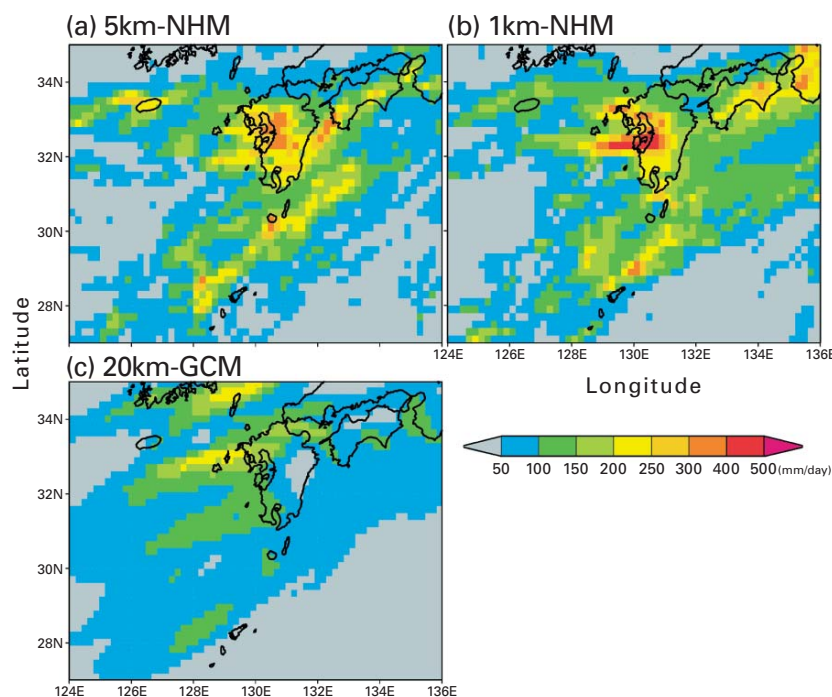 (a) 5km-NHM
(b) 1km-NHM
34N
32N
30N
28N
124E 126E 128E 130E 132E 134E 136E
(c) 20km-GCM
34N
32N
30N
28N
124E 126E 128E 130E 132E 134E 136E
Latitude
Longitude
50 100 150 200 250 300 400 500 (mm/day)